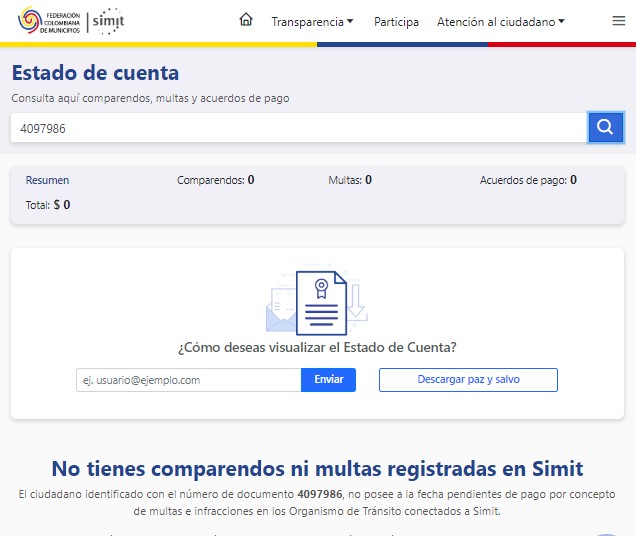 FEDERACIÓN
COLOMBIANA
DE MUNICIPIOS
simit
Transparencia Participa Atención al ciudadano
Estado de cuenta
Consulta aquí comparendos, multas y acuerdos de pago
4097986
Resumen Comparendos: 0 Multas: 0 Acuerdos de pago: 0
Total: $ 0
¿Cómo deseas visualizar el Estado de Cuenta?
ej. usuario@ejemplo.com Enviar Descargar paz y salvo
No tienes comparendos ni multas registradas en Simit
El ciudadano identificado con el número de documento 4097986, no posee a la fecha pendientes de pago por concepto
de multas e infracciones en los Organismo de Tránsito conectados a Simit.